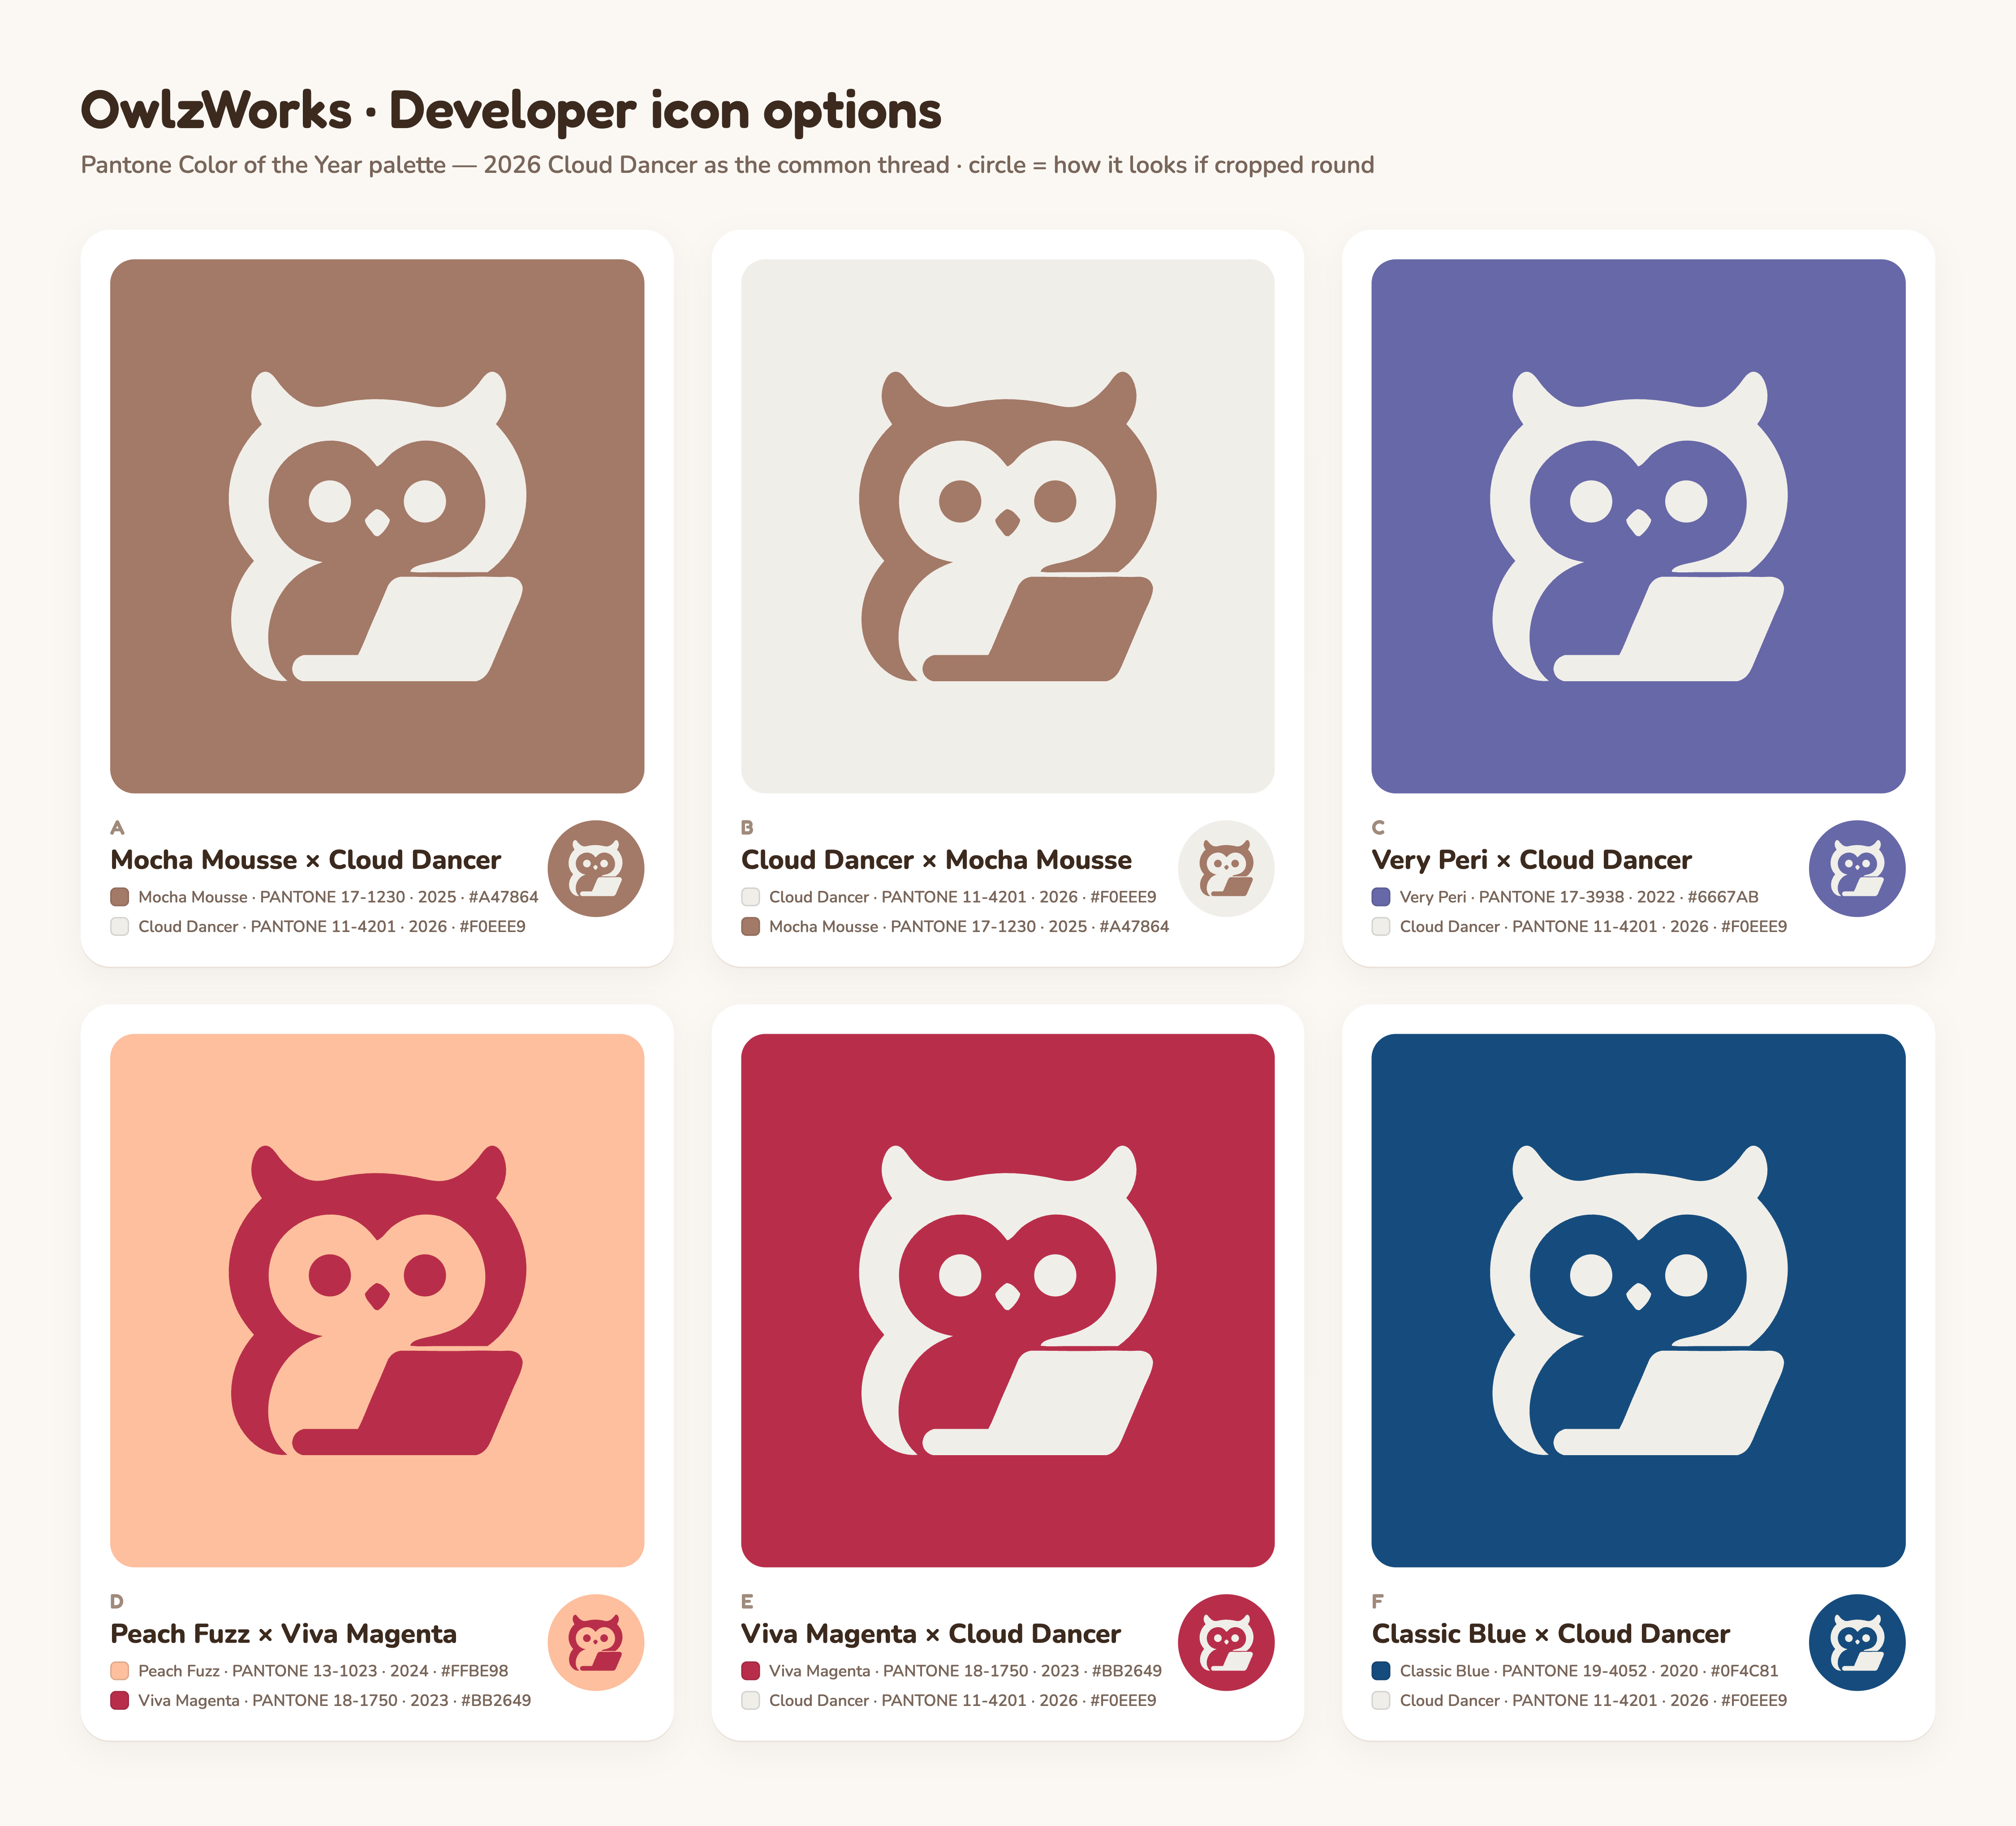 OwlzWorks · Developer icon options
Pantone Color of the Year palette — 2026 Cloud Dancer as the common thread · circle = how it looks if cropped round
A
Mocha Mousse × Cloud Dancer
Mocha Mousse · PANTONE 17-1230 · 2025 · #A47864
Cloud Dancer · PANTONE 11-4201 · 2026 · #F0EEE9
B
Cloud Dancer × Mocha Mousse
Cloud Dancer · PANTONE 11-4201 · 2026 · #F0EEE9
Mocha Mousse · PANTONE 17-1230 · 2025 · #A47864
C
Very Peri × Cloud Dancer
Very Peri · PANTONE 17-3938 · 2022 · #6667AB
Cloud Dancer · PANTONE 11-4201 · 2026 · #F0EEE9
D
Peach Fuzz × Viva Magenta
Peach Fuzz · PANTONE 13-1023 · 2024 · #FFBE98
Viva Magenta · PANTONE 18-1750 · 2023 · #BB2649
E
Viva Magenta × Cloud Dancer
Viva Magenta · PANTONE 18-1750 · 2023 · #BB2649
Cloud Dancer · PANTONE 11-4201 · 2026 · #F0EEE9
F
Classic Blue × Cloud Dancer
Classic Blue · PANTONE 19-4052 · 2020 · #0F4C81
Cloud Dancer · PANTONE 11-4201 · 2026 · #F0EEE9